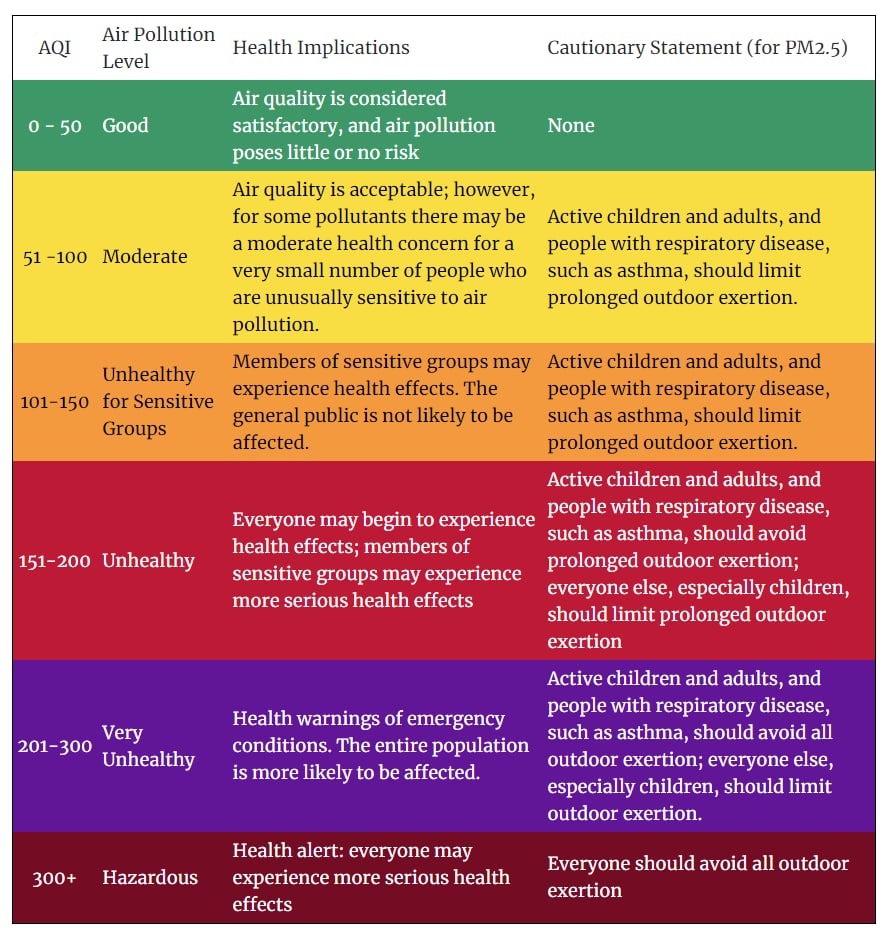 AQI
Air Pollution
Level
Health Implications
Cautionary Statement (for PM2.5)
0 - 50
Good
Air quality is considered
satisfactory, and air pollution
poses little or no risk
None
51 -100
Moderate
Air quality is acceptable; however,
for some pollutants there may be
a moderate health concern for a
very small number of people who
are unusually sensitive to air
pollution.
Active children and adults, and
people with respiratory disease,
such as asthma, should limit
prolonged outdoor exertion.
101-150
Unhealthy
for Sensitive
Groups
Members of sensitive groups may
experience health effects. The
general public is not likely to be
affected.
Active children and adults, and
people with respiratory disease,
such as asthma, should limit
prolonged outdoor exertion.
151-200
Unhealthy
Everyone may begin to experience
health effects; members of
sensitive groups may experience
more serious health effects
Active children and adults, and
people with respiratory disease,
such as asthma, should avoid
prolonged outdoor exertion;
everyone else, especially children,
should limit prolonged outdoor
exertion
201-300
Very
Unhealthy
Health warnings of emergency
conditions. The entire population
is more likely to be affected.
Active children and adults, and
people with respiratory disease,
such as asthma, should avoid all
outdoor exertion; everyone else,
especially children, should limit
outdoor exertion.
300+
Hazardous
Health alert: everyone may
experience more serious health
effects
Everyone should avoid all outdoor
exertion